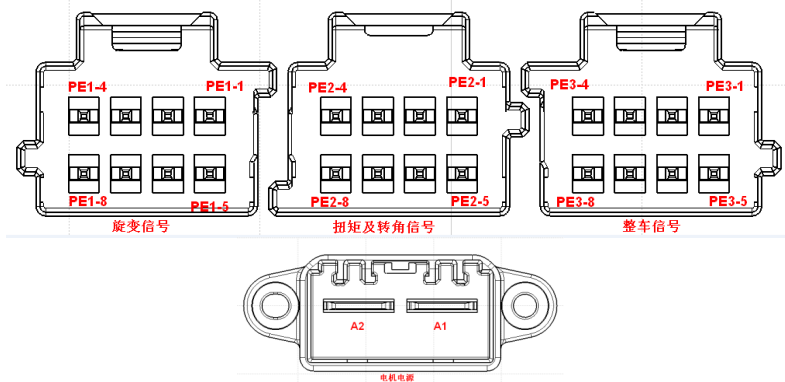 PE1-4 PE1-1 PE2-4 PE2-1 PE3-4 PE3-1
PE1-8 PE1-5 PE2-8 PE2-5 PE3-8 PE3-5
旋变信号 扭矩及转角信号 整车信号
A2 A1
电机电源